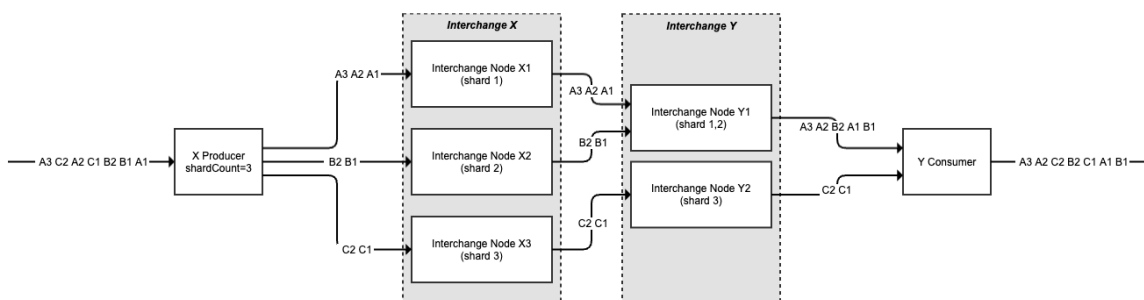 Interchange X
Interchange Y
Interchange Node X1
(shard 1)
A3 A2 A1
A3 A2 A1
Interchange Node Y1
(shard 1,2)
A3 A2 B2 A1 B1
A3 C2 A2 C1 B2 B1 A1
X Producer
shardCount=3
B2 B1
Interchange Node X2
(shard 2)
B2 B1
Y Consumer
A3 A2 C2 B2 C1 A1 B1
Interchange Node Y2
(shard 3)
C2 C1
C2 C1
Interchange Node X3
(shard 3)
C2 C1